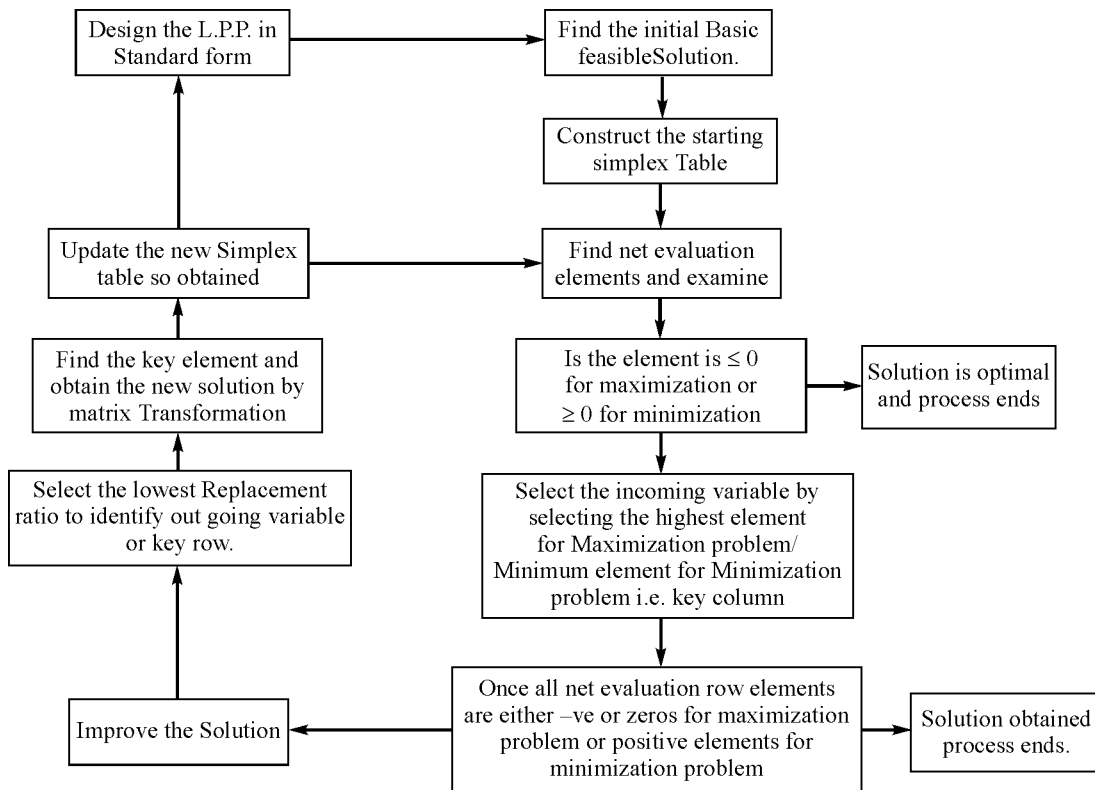 Design the L.P.P. in
Standard form
Find the initial Basic
feasibleSolution.
Construct the starting
simplex Table
Update the new Simplex
table so obtained
Find net evaluation
elements and examine
Find the key element and
obtain the new solution by
matrix Transformation
Is the element is ≤ 0
for maximization or
≥ 0 for minimization
Solution is optimal
and process ends
Select the lowest Replacement
ratio to identify out going variable
or key row.
Select the incoming variable by
selecting the highest element
for Maximization problem/
Minimum element for Minimization
problem i.e. key column
Improve the Solution
Once all net evaluation row elements
are either –ve or zeros for maximization
problem or positive elements for
minimization problem
Solution obtained
process ends.